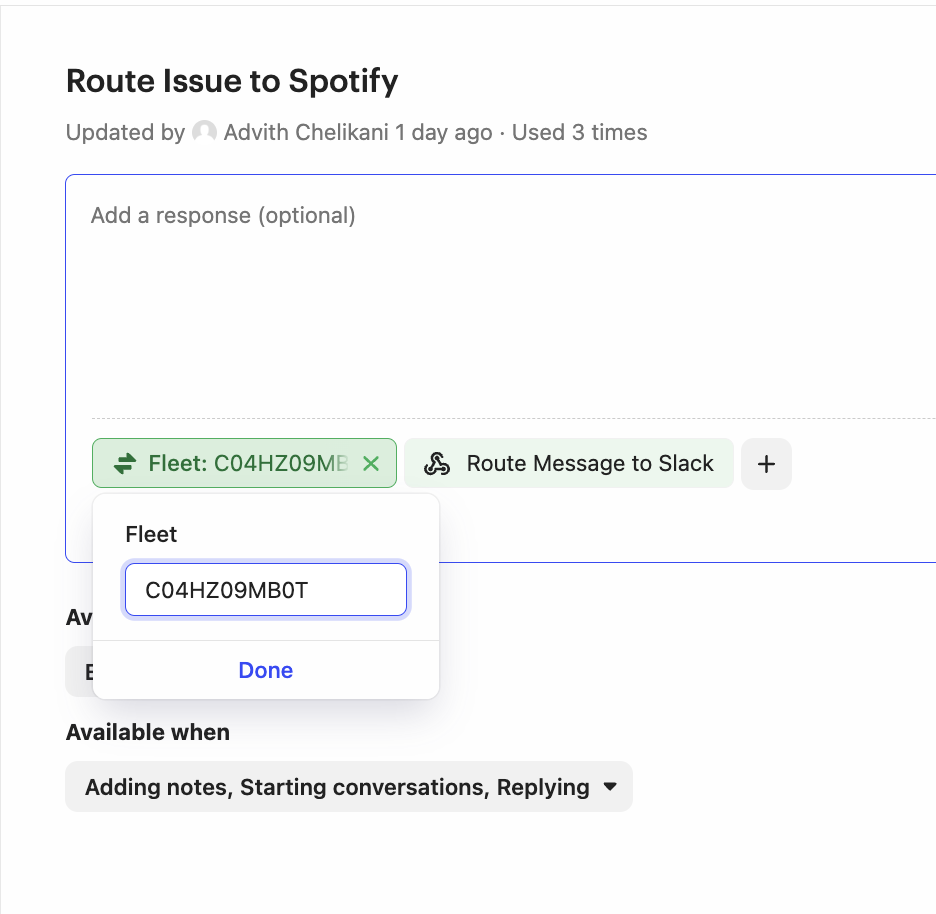 Route Issue to Spotify
Updated by Advith Chelikani 1 day ago · Used 3 times
Add a response (optional)
Fleet: C04HZ09MB
Route Message to Slack
Fleet
C04HZ09MB0T
Done
Available when
Adding notes, Starting conversations, Replying